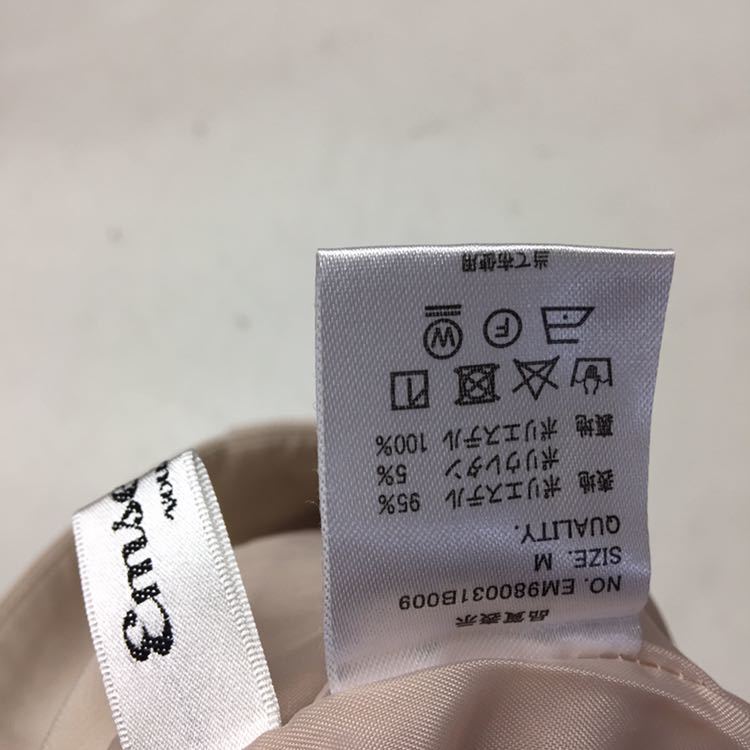 品質表示
NO. EM980031B009
SIZE. M
QUALITY.
表地 ポリエステル 95%
ポリウレタン 5%
裏地 ポリエステル 100%
F W
当て布使用